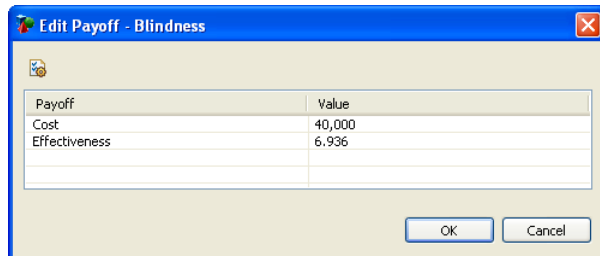 Edit Payoff - Blindness
Payoff Value
Cost 40,000
Effectiveness 6.936
OK Cancel